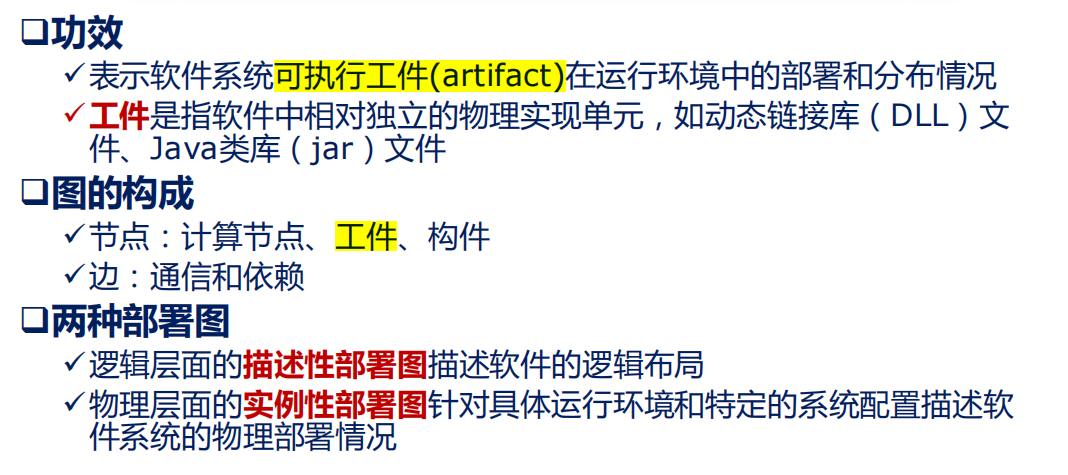 功效
表示软件系统可执行工件(artifact)在运行环境中的部署和分布情况
工件是指软件中相对独立的物理实现单元，如动态链接库（DLL）文
件、Java类库（jar）文件
图的构成
节点：计算节点、工件、构件
边：通信和依赖
两种部署图
逻辑层面的描述性部署图描述软件的逻辑布局
物理层面的实例性部署图针对具体运行环境和特定的系统配置描述软
件系统的物理部署情况